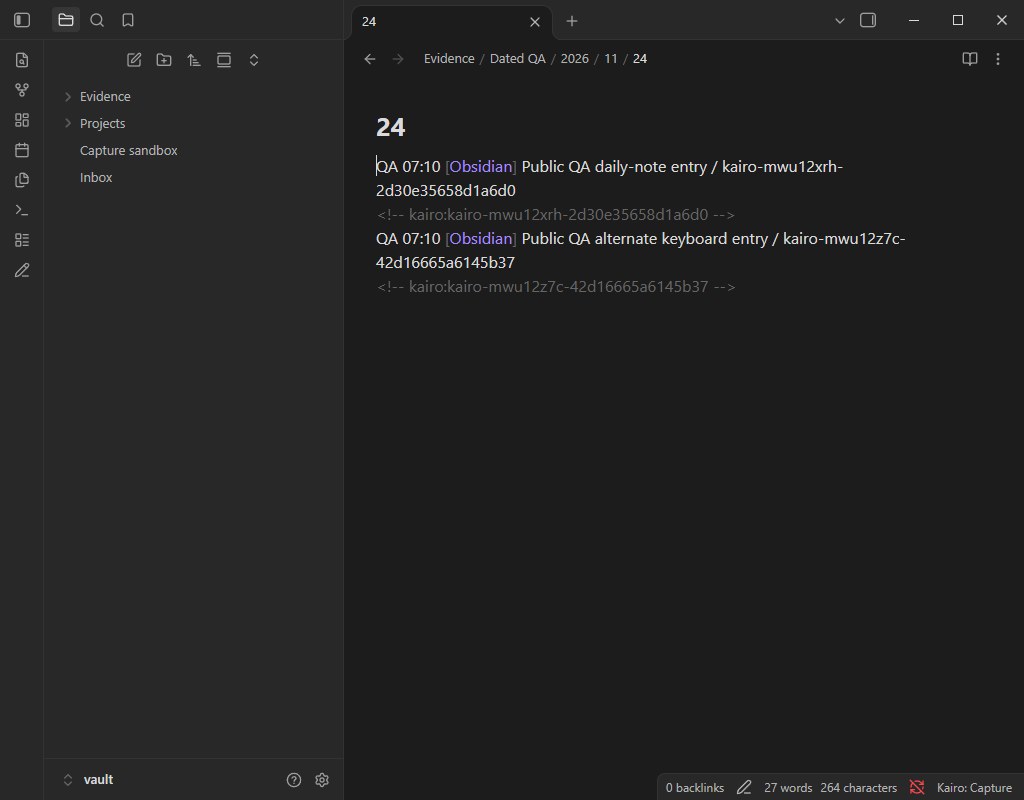 24
Evidence / Dated QA / 2026 / 11 / 24
Evidence
Projects
Capture sandbox
Inbox
24
QA 07:10 [Obsidian] Public QA daily-note entry / kairo-mwu12xrh-
2d30e35658d1a6d0
<!-- kairo:kairo-mwu12xrh-2d30e35658d1a6d0 -->
QA 07:10 [Obsidian] Public QA alternate keyboard entry / kairo-mwu12z7c-
42d16665a6145b37
<!-- kairo:kairo-mwu12z7c-42d16665a6145b37 -->
vault
0 backlinks 27 words 264 characters Kairo: Capture